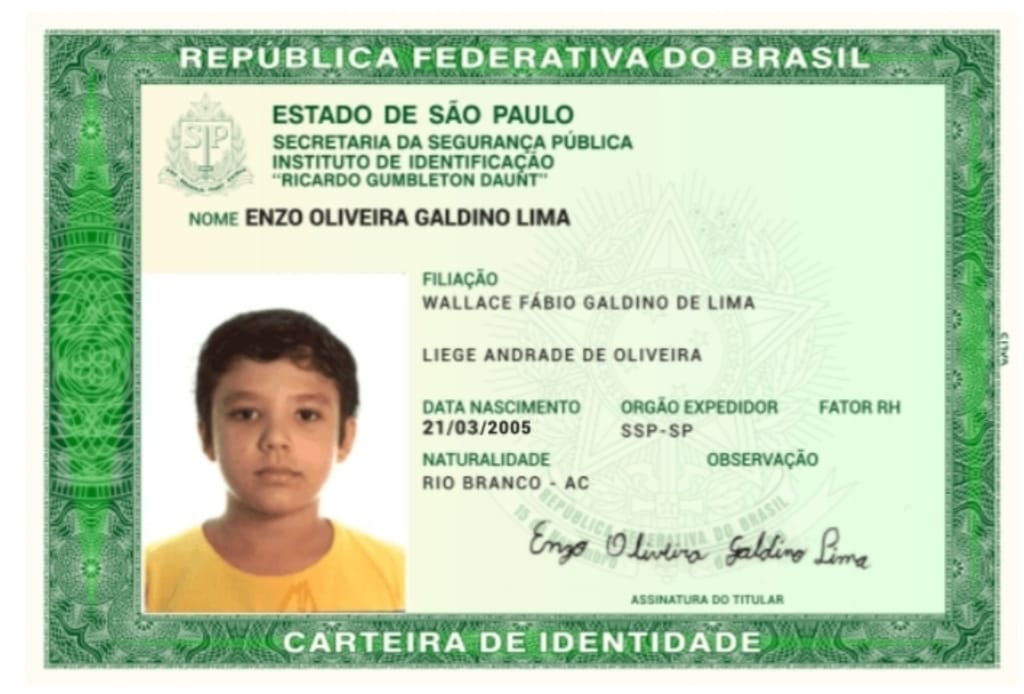 REPÚBLICA FEDERATIVA DO BRASIL
ESTADO DE SÃO PAULO
SECRETARIA DA SEGURANÇA PÚBLICA
INSTITUTO DE IDENTIFICAÇÃO
"RICARDO GUMBLETON DAUNT"
NOME ENZO OLIVEIRA GALDINO LIMA
FILIAÇÃO
WALLACE FÁBIO GALDINO DE LIMA
LIEGE ANDRADE DE OLIVEIRA
DATA NASCIMENTO ORGÃO EXPEDIDOR FATOR RH
21/03/2005 SSP-SP
NATURALIDADE OBSERVAÇÃO
RIO BRANCO - AC
Enzo Oliveira Galdino Lima
ASSINATURA DO TITULAR
CARTEIRA DE IDENTIDADE